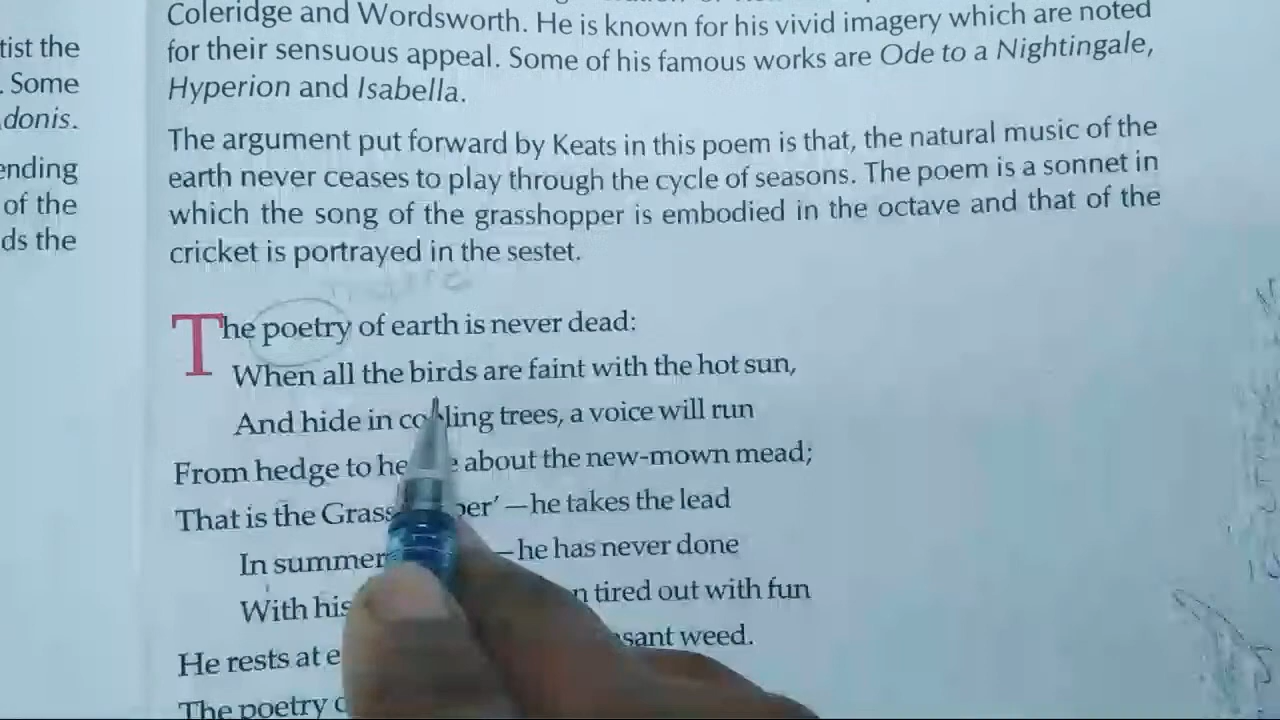 tist the
. Some
donis.
ending
of the
ds the
Coleridge and Wordsworth. He is known for his vivid imagery which are noted
for their sensuous appeal. Some of his famous works are Ode to a Nightingale,
Hyperion and Isabella.
The argument put forward by Keats in this poem is that, the natural music of the
earth never ceases to play through the cycle of seasons. The poem is a sonnet in
which the song of the grasshopper is embodied in the octave and that of the
cricket is portrayed in the sestet.
The poetry of earth is never dead:
When all the birds are faint with the hot sun,
And hide in cooling trees, a voice will run
From hedge to he e about the new-mown mead;
That is the Grass per’—he takes the lead
In summer —he has never done
With his n tired out with fun
He rests at e sant weed.
The poetry o